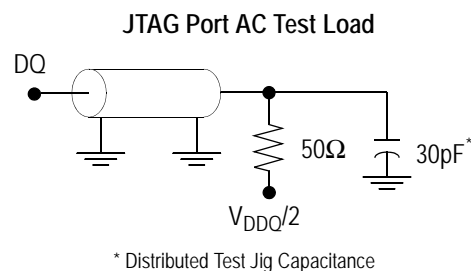 JTAG Port AC Test Load
DQ
50Ω
30pF*
VDDQ/2
* Distributed Test Jig Capacitance